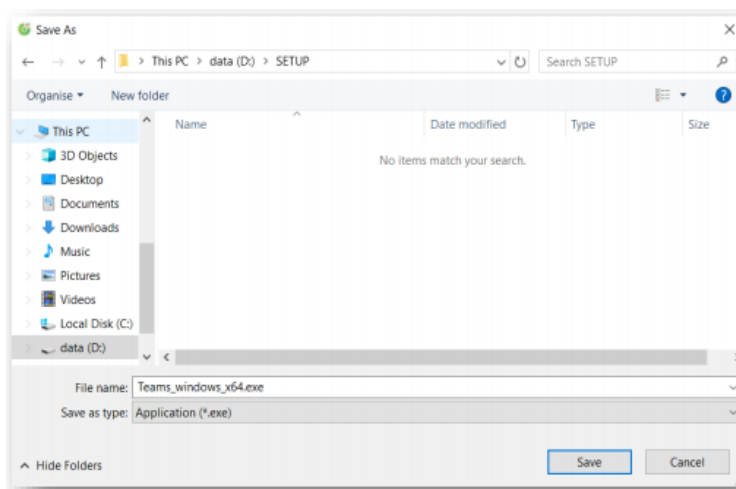 Save As
This PC > data (D:) > SETUP
Search SETUP
Organise
New folder
Name
Date modified
Type
Size
No items match your search.
This PC
3D Objects
Desktop
Documents
Downloads
Music
Pictures
Videos
Local Disk (C:)
data (D:)
File name: Teams_windows_x64.exe
Save as type: Application (*.exe)
Hide Folders
Save
Cancel